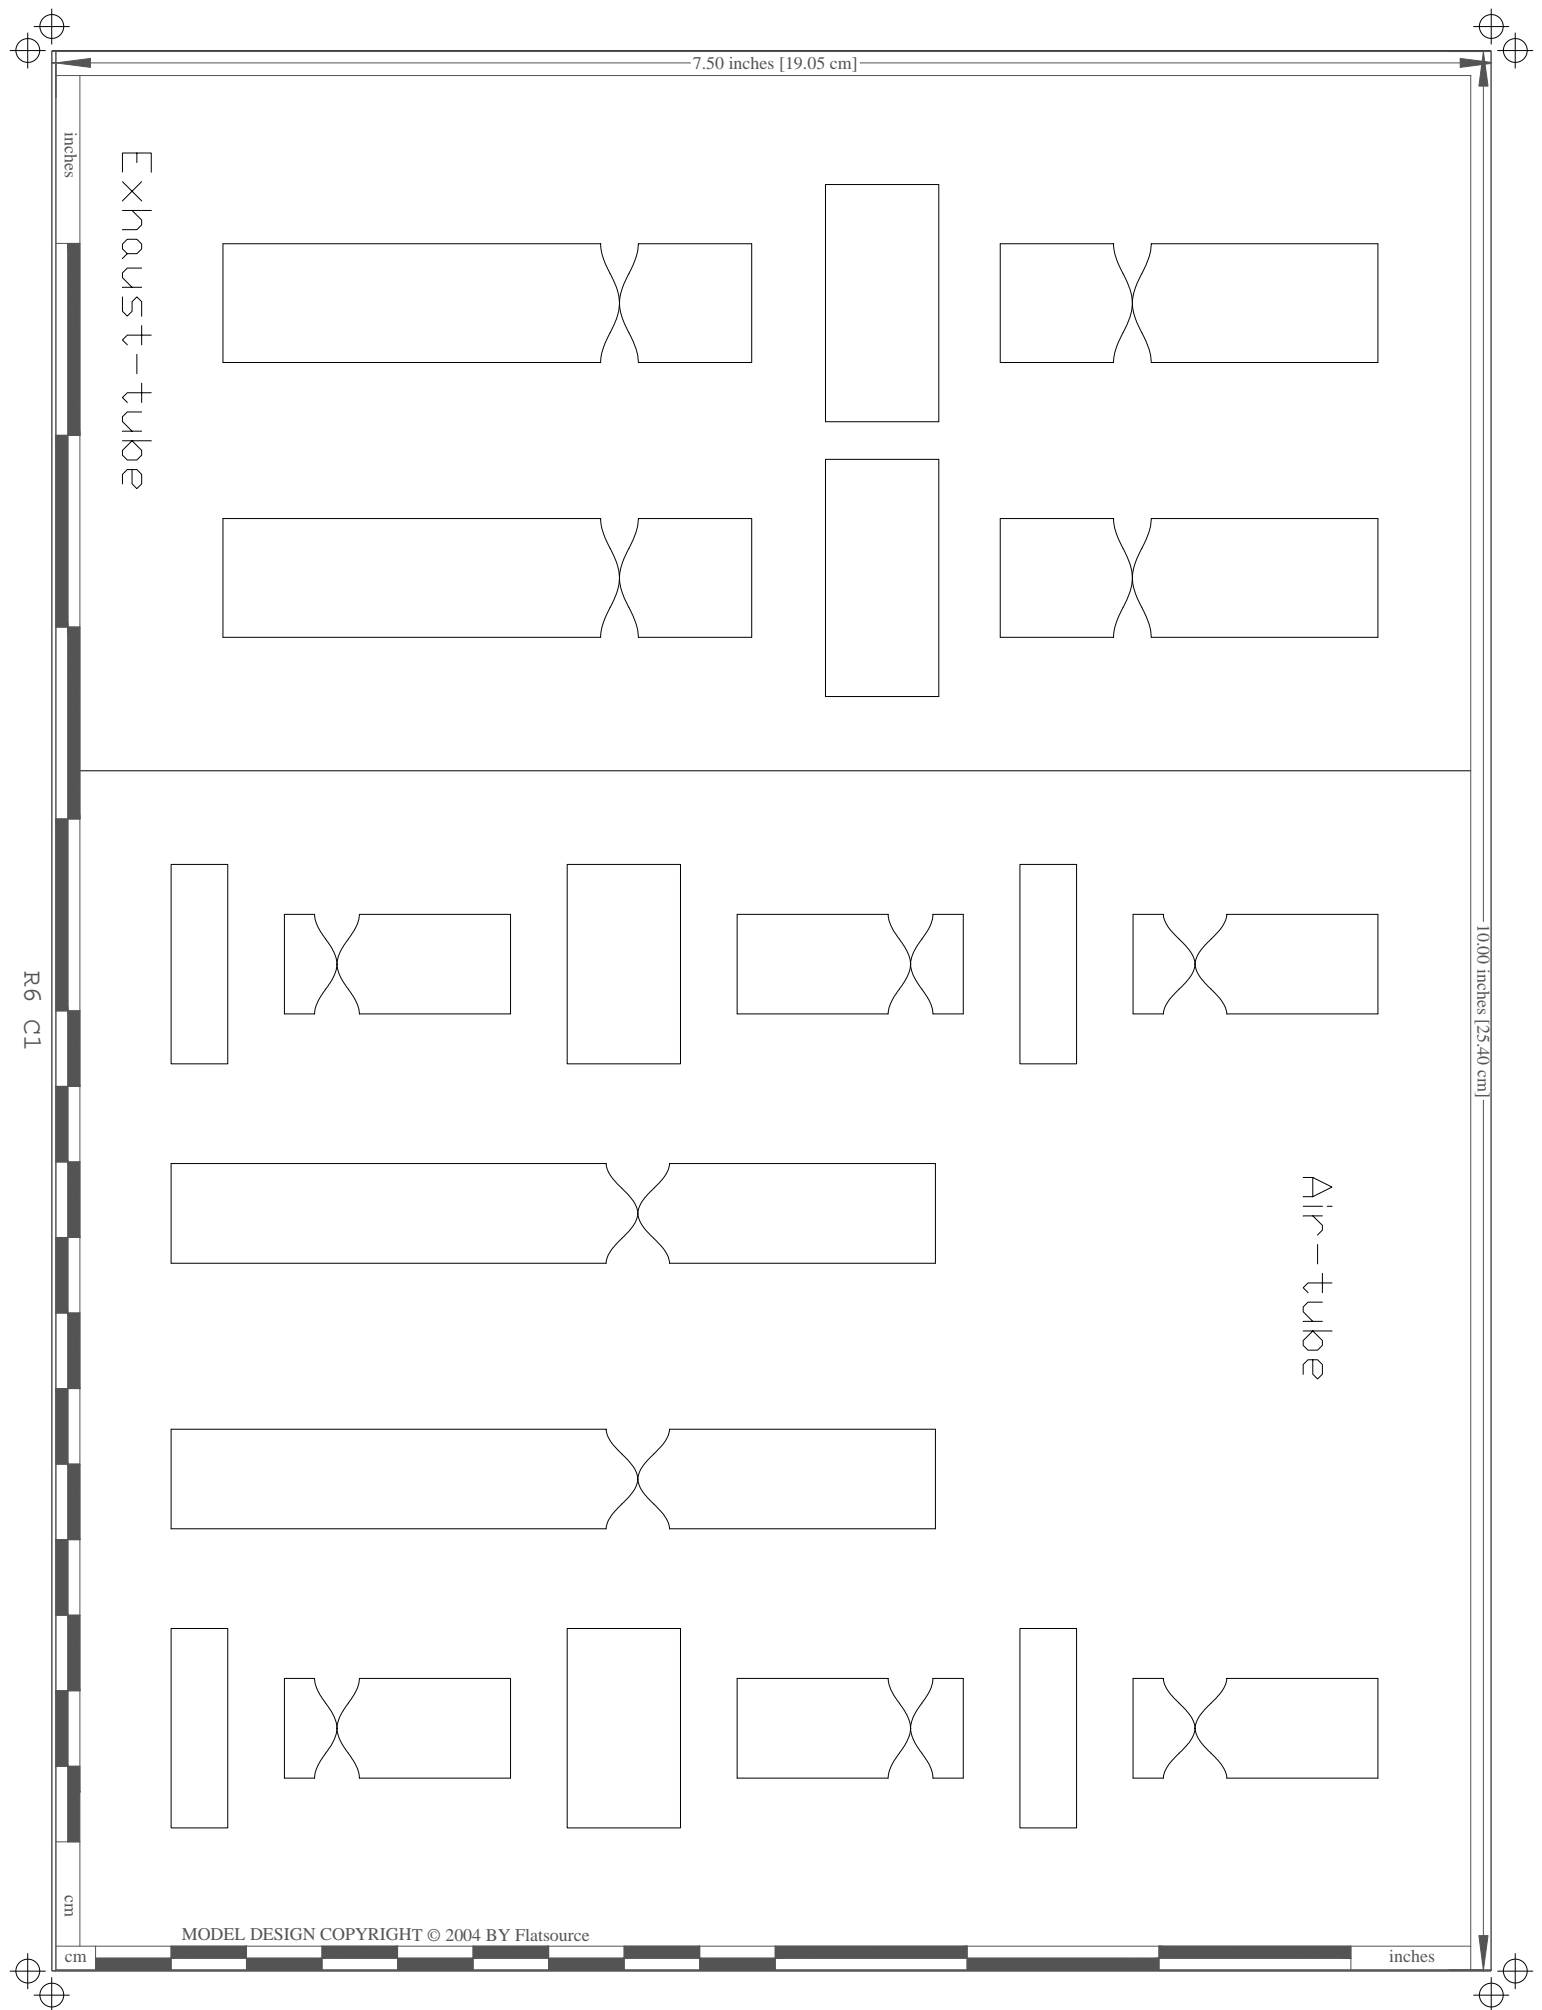 7.50 inches [19.05 cm]
inches
Exhaust-tube
10.00 inches [25.40 cm]
R6 C1
Air-tube
cm
MODEL DESIGN COPYRIGHT © 2004 BY Flatsource
cm
inches